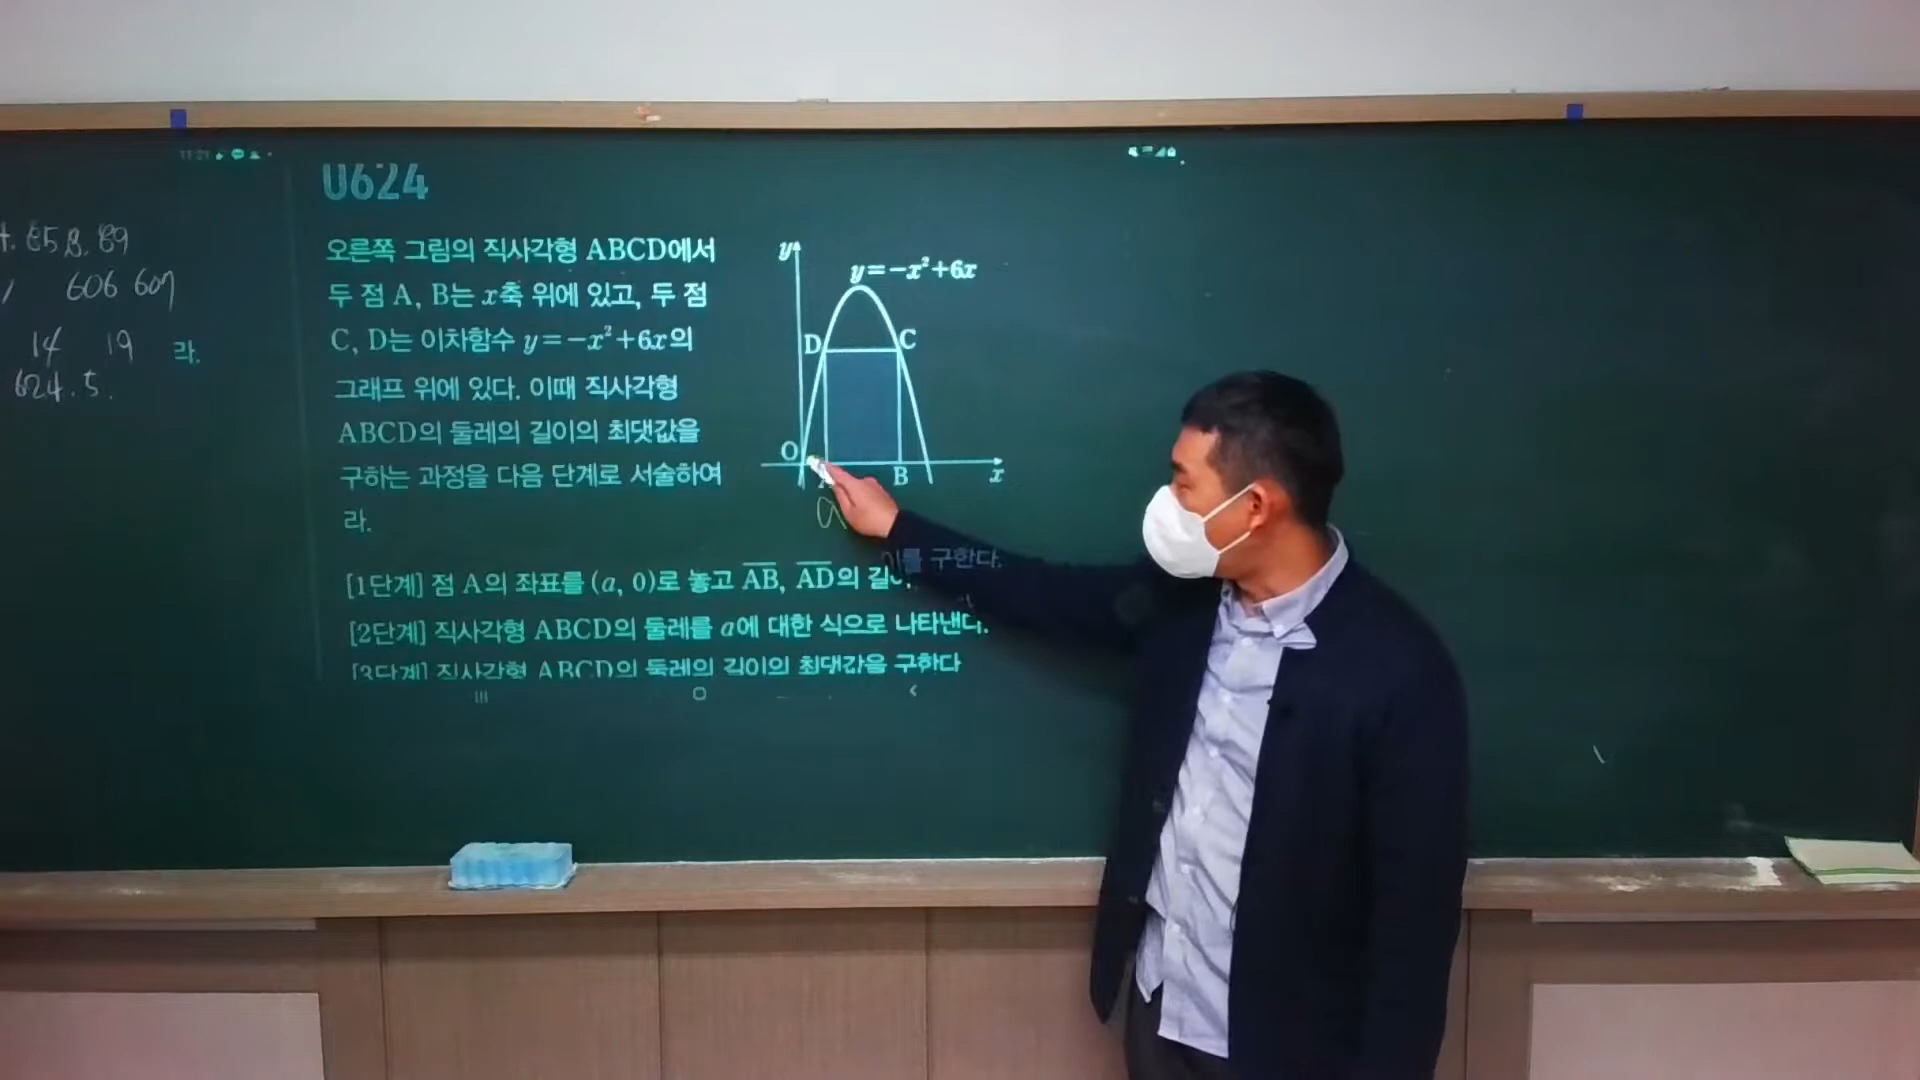 0624
65 8. 89
606 607
14 19 라.
624. 5.
오른쪽 그림의 직사각형 ABCD에서
두 점 A, B는 x축 위에 있고, 두 점
C, D는 이차함수 y=-x²+6x의
그래프 위에 있다. 이때 직사각형
ABCD의 둘레의 길이의 최댓값을
구하는 과정을 다음 단계로 서술하여
라.
y
y=-x²+6x
D C
O
B x
a
[1단계] 점 A의 좌표를 (a, 0)로 놓고 AB, AD의 길이를 구한다.
[2단계] 직사각형 ABCD의 둘레를 a에 대한 식으로 나타낸다.
[3단계] 직사각형 ABCD의 둘레의 길이의 최댓값을 구한다